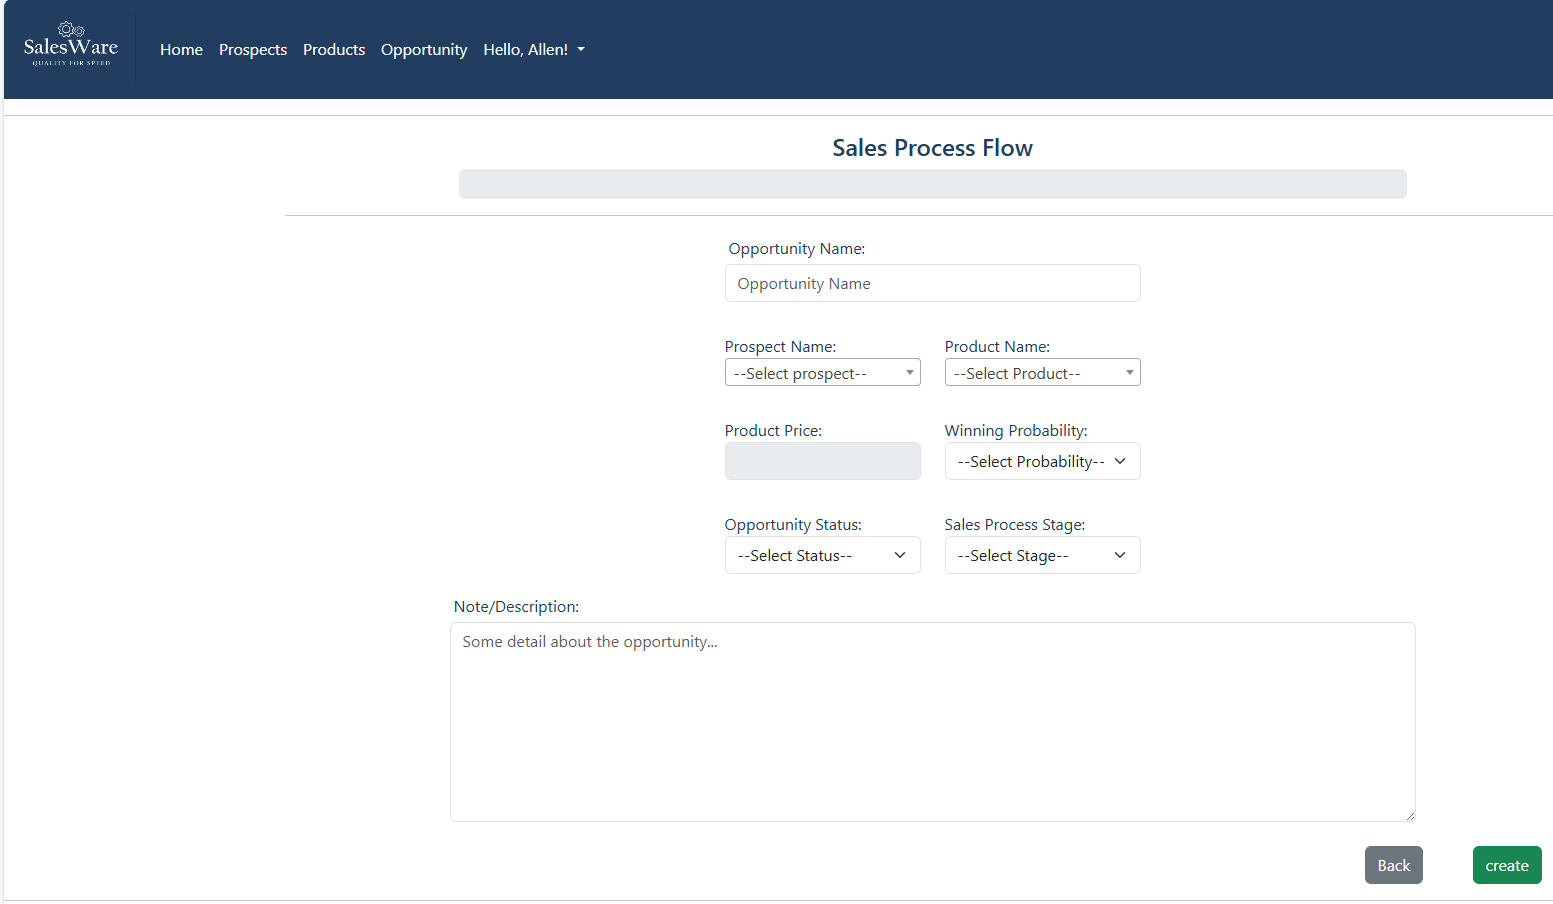 SalesWare
QUALITY FOR SPEED
Home Prospects Products Opportunity Hello, Allen!
Sales Process Flow
Opportunity Name:
Opportunity Name
Prospect Name: Product Name:
--Select prospect-- --Select Product--
Product Price: Winning Probability:
--Select Probability--
Opportunity Status: Sales Process Stage:
--Select Status-- --Select Stage--
Note/Description:
Some detail about the opportunity...
Back create